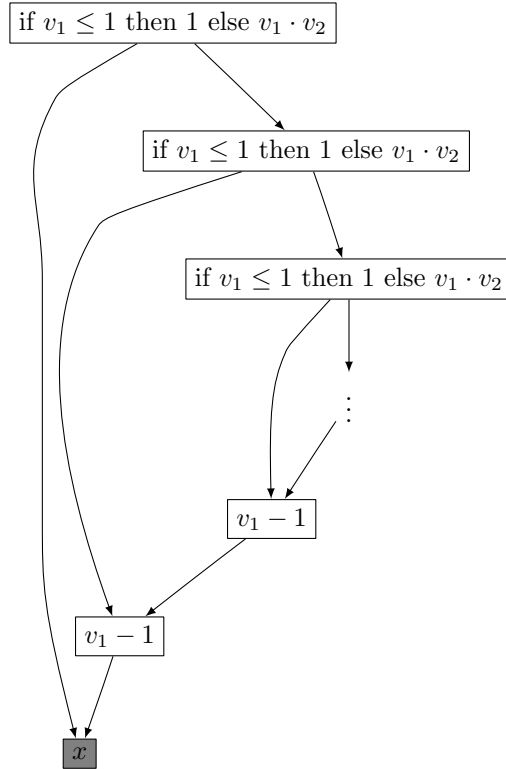 if v₁ ≤ 1 then 1 else v₁ · v₂
if v₁ ≤ 1 then 1 else v₁ · v₂
if v₁ ≤ 1 then 1 else v₁ · v₂
⋮
v₁ − 1
v₁ − 1
x